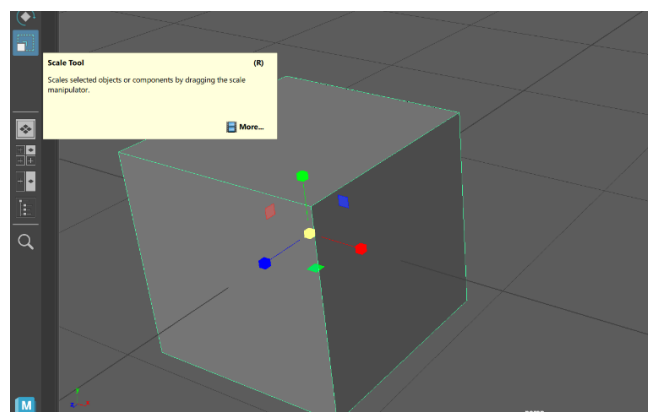 Scale Tool (R)
Scales selected objects or components by dragging the scale
manipulator.
More...
M